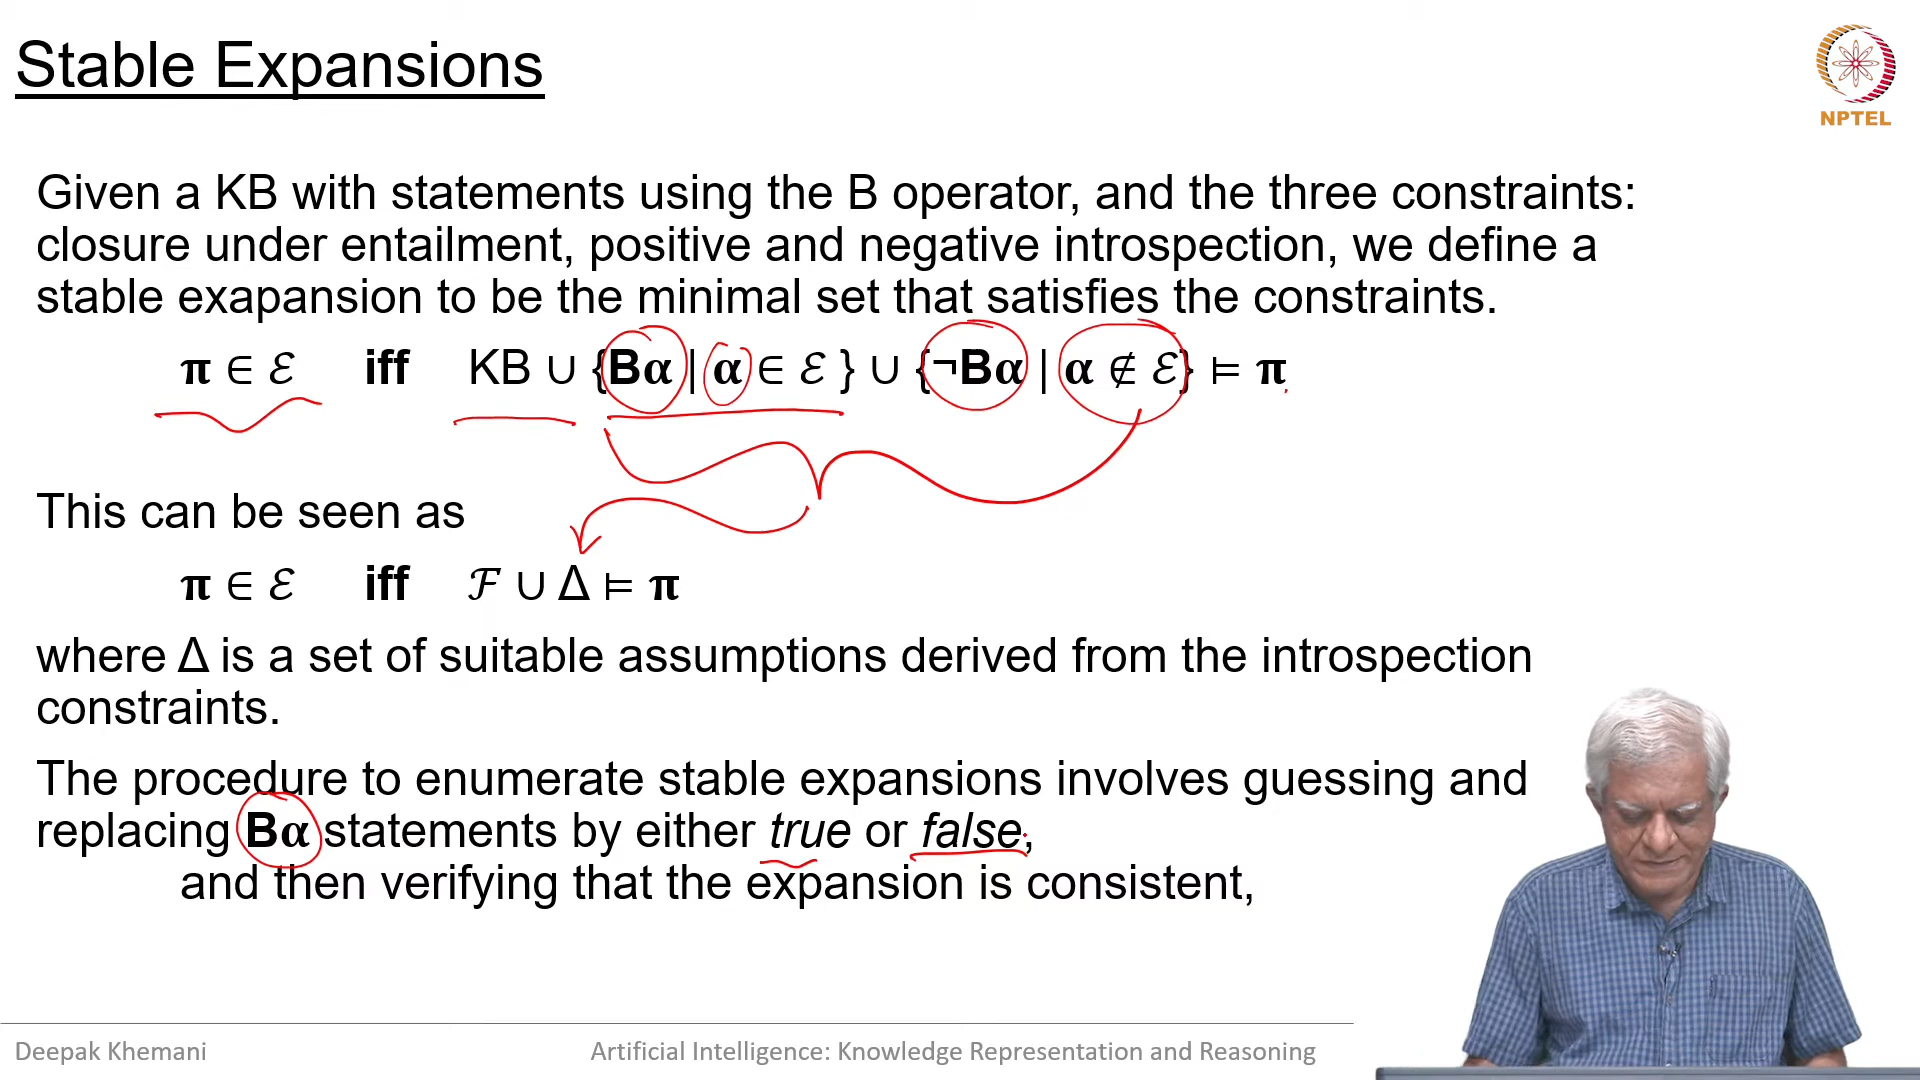 Stable Expansions
NPTEL
Given a KB with statements using the B operator, and the three constraints:
closure under entailment, positive and negative introspection, we define a
stable exapansion to be the minimal set that satisfies the constraints.
π ∈ ℰ iff KB ∪ {Bα | α ∈ ℰ } ∪ {¬Bα | α ∉ ℰ} ⊨ π
This can be seen as
π ∈ ℰ iff ℱ ∪ Δ ⊨ π
where Δ is a set of suitable assumptions derived from the introspection
constraints.
The procedure to enumerate stable expansions involves guessing and
replacing Bα statements by either true or false,
and then verifying that the expansion is consistent,
Deepak Khemani
Artificial Intelligence: Knowledge Representation and Reasoning